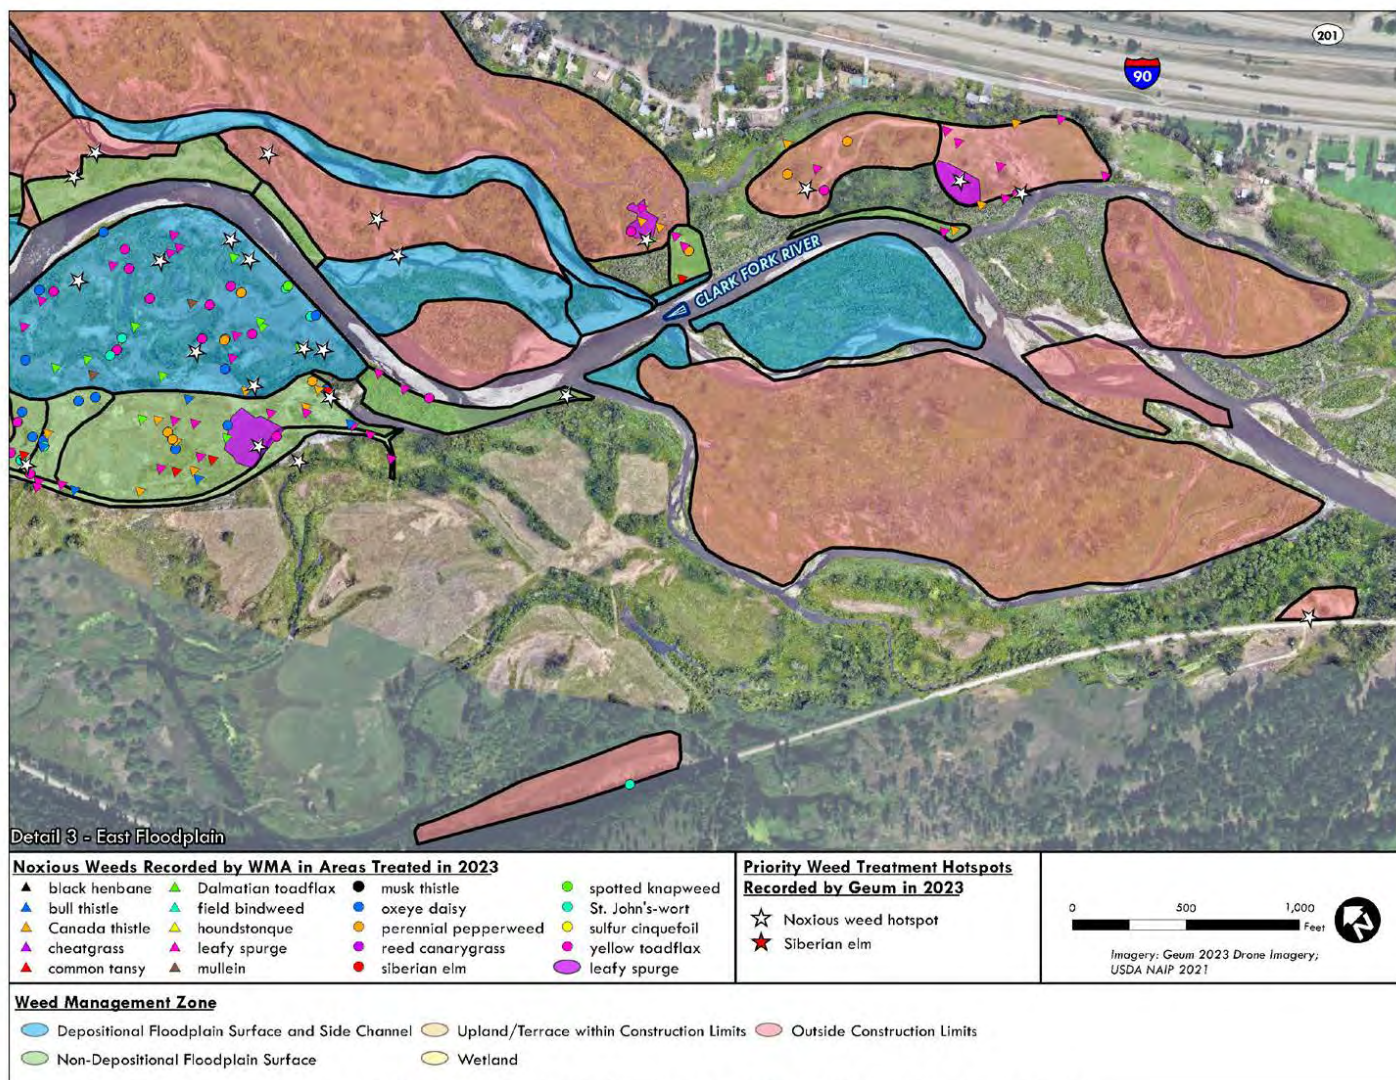 201
90
CLARK FORK RIVER
Detail 3 - East Floodplain
Noxious Weeds Recorded by WMA in Areas Treated in 2023
black henbane
bull thistle
Canada thistle
cheatgrass
common tansy
Dalmatian toadflax
field bindweed
houndstongue
leafy spurge
mullein
musk thistle
oxeye daisy
perennial pepperweed
reed canarygrass
siberian elm
spotted knapweed
St. John's-wort
sulfur cinquefoil
yellow toadflax
leafy spurge
Priority Weed Treatment Hotspots
Recorded by Geum in 2023
Noxious weed hotspot
Siberian elm
0 500 1,000
Feet
Imagery: Geum 2023 Drone Imagery;
USDA NAIP 2021
Weed Management Zone
Depositional Floodplain Surface and Side Channel
Upland/Terrace within Construction Limits
Outside Construction Limits
Non-Depositional Floodplain Surface
Wetland